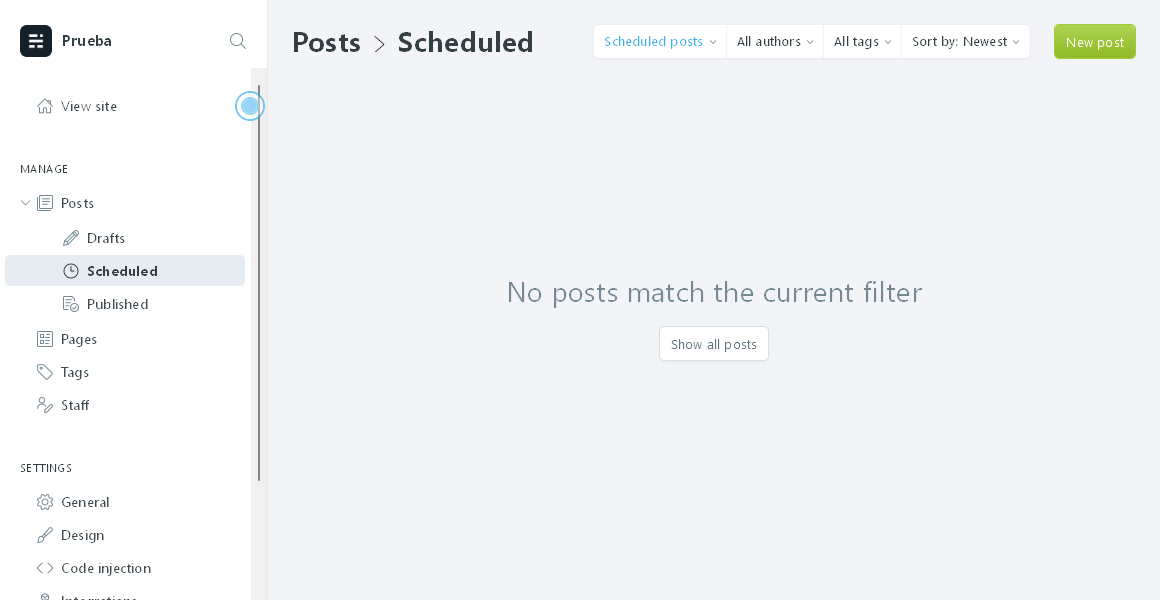 Prueba
View site
MANAGE
Posts
Drafts
Scheduled
Published
Pages
Tags
Staff
SETTINGS
General
Design
Code injection
Integrations
Posts > Scheduled
Scheduled posts
All authors
All tags
Sort by: Newest
New post
No posts match the current filter
Show all posts